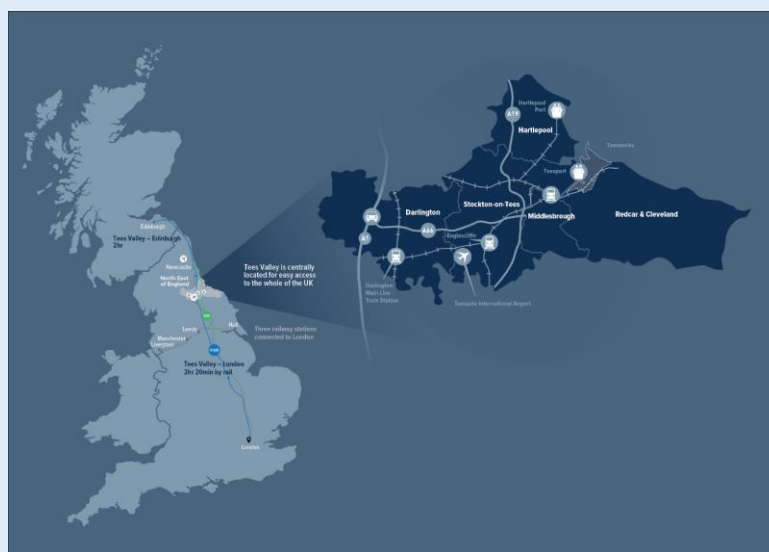 Edinburgh
Tees Valley – Edinburgh
2hr
Newcastle
North East
of England
Tees Valley is centrally
located for easy access
to the whole of the UK
Leeds
Hull
Manchester
Liverpool
Three railway stations
connected to London
Tees Valley – London
2hr 20min by rail
London
Hartlepool
Port
A19
Hartlepool
Teesworks
Teesport
Stockton-on-Tees
Darlington
Middlesbrough
Redcar & Cleveland
A66
Eaglescliffe
A1
Darlington
Main Line
Train Station
Teesside International Airport